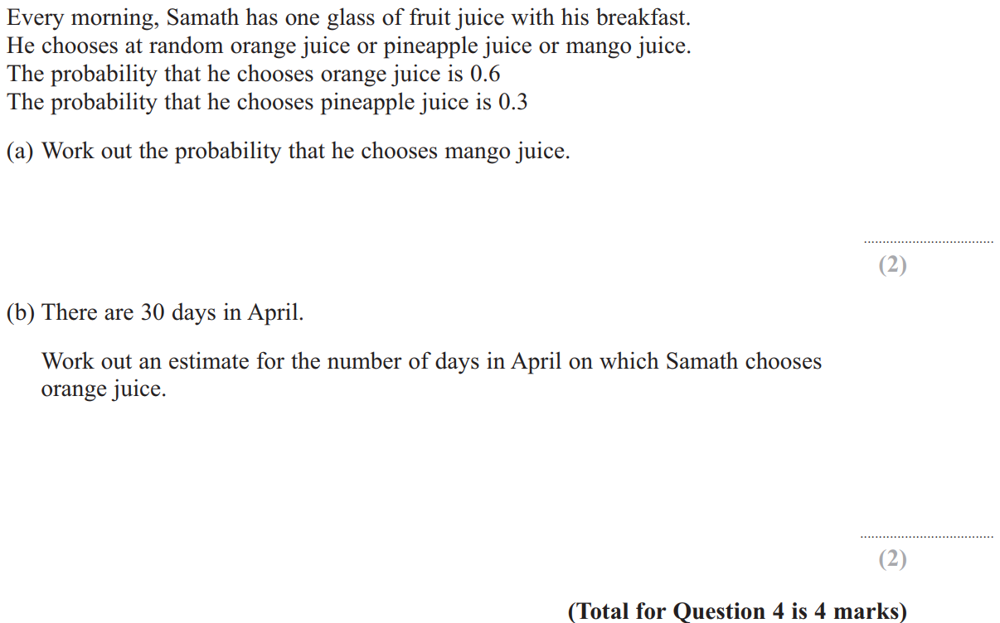 Every morning, Samath has one glass of fruit juice with his breakfast.
He chooses at random orange juice or pineapple juice or mango juice.
The probability that he chooses orange juice is 0.6
The probability that he chooses pineapple juice is 0.3
(a) Work out the probability that he chooses mango juice.
..................................
(2)
(b) There are 30 days in April.
Work out an estimate for the number of days in April on which Samath chooses
orange juice.
..................................
(2)
(Total for Question 4 is 4 marks)